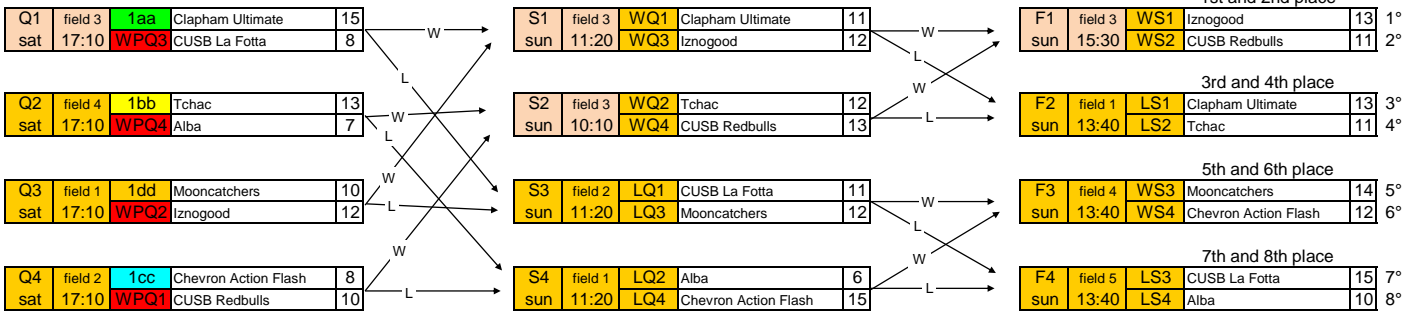 1st and 2nd place
Q1 field 3 1aa Clapham Ultimate 15 S1 field 3 WQ1 Clapham Ultimate 11 F1 field 3 WS1 Iznogood 13 1°
sat 17:10 WPQ3 CUSB La Fotta 8 W sun 11:20 WQ3 Iznogood 12 W sun 15:30 WS2 CUSB Redbulls 11 2°
L L
3rd and 4th place
W
Q2 field 4 1bb Tchac 13 S2 field 3 WQ2 Tchac 12 F2 field 1 LS1 Clapham Ultimate 13 3°
sat 17:10 WPQ4 Alba 7 W sun 10:10 WQ4 CUSB Redbulls 13 L sun 13:40 LS2 Tchac 11 4°
L
5th and 6th place
W
Q3 field 1 1dd Mooncatchers 10 S3 field 2 LQ1 CUSB La Fotta 11 F3 field 4 WS3 Mooncatchers 14 5°
sat 17:10 WPQ2 Iznogood 12 L sun 11:20 LQ3 Mooncatchers 12 W sun 13:40 WS4 Chevron Action Flash 12 6°
L
W
7th and 8th place
W
Q4 field 2 1cc Chevron Action Flash 8 S4 field 1 LQ2 Alba 6 F4 field 5 LS3 CUSB La Fotta 15 7°
sat 17:10 WPQ1 CUSB Redbulls 10 L sun 11:20 LQ4 Chevron Action Flash 15 L sun 13:40 LS4 Alba 10 8°